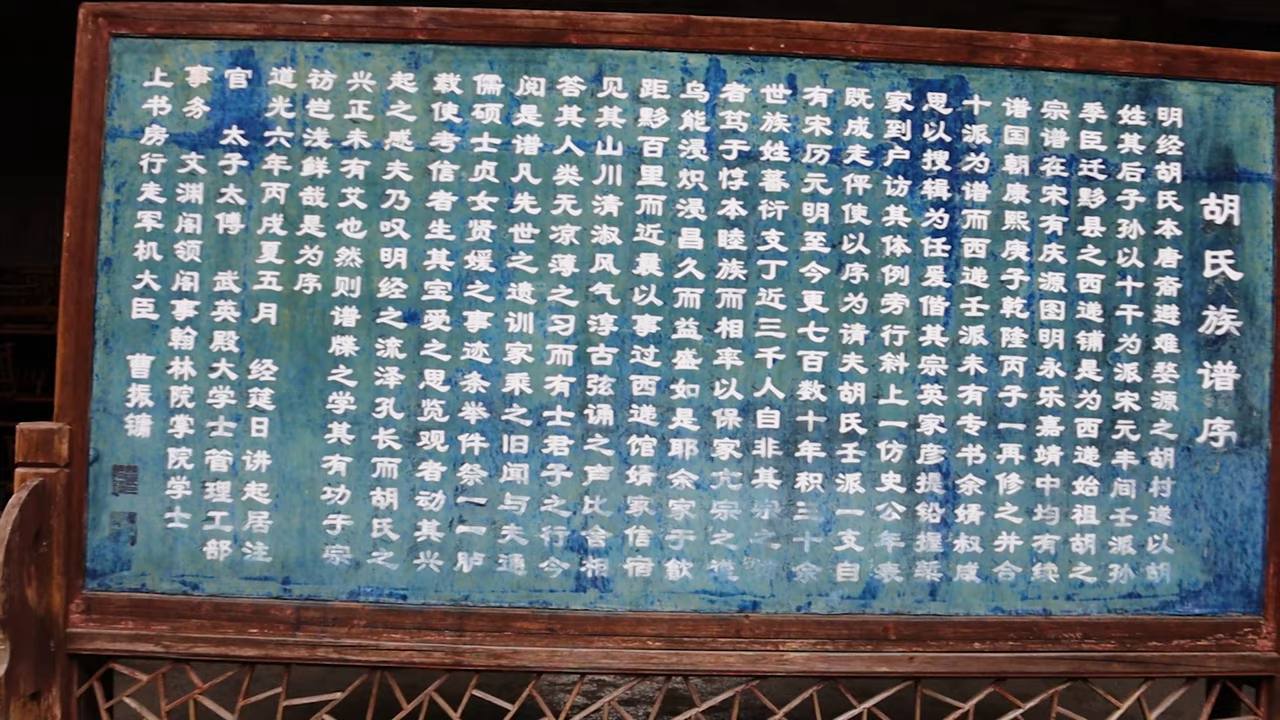 胡氏族谱序
明经胡氏本唐裔避难婺源之胡村遂以胡
姓其后子孙以十干为派宋元丰间壬派孙
季臣迁黟县之西递铺是为西递始祖胡之
宗谱在宋有庆源图明永乐嘉靖中均有续
谱国朝康熙庚子乾隆丙子一再修之并合
十派为谱而西递壬派未有专书余婿叔咸
思以搜辑为任爰偕其宗英家彦提铅握椠
家到户访其体例旁行斜上一仿史公年表
既成走伻使以序为请夫胡氏壬派一支自
有宋历元明至今更七百数十年积三十余
世族姓蕃衍支丁近三千人自非其宗之
者笃于惇本睦族而相率以保家亢宗之道
乌能漫炽漫昌久而益盛如是耶余家于歙
距黟百里而近曩以事过西递馆婿家信宿
见其山川清淑风气淳古弦诵之声比舍相
答其人类无凉薄之习而有士君子之行今
阅是谱凡先世之遗训家乘之旧闻与夫通
儒硕士贞女贤媛之事迹条举件系一一胪
载使考信者生其宝爱之思览观者动其兴
起之感夫乃叹明经之流泽孔长而胡氏之
兴正未有艾也然则谱牒之学其有功于宗
祊岂浅鲜哉是为序
道光六年丙戌夏五月 经筵日讲起居注
官 太子太傅 武英殿大学士管理工部
事务 文渊阁领阁事翰林院掌院学士
上书房行走军机大臣 曹振镛